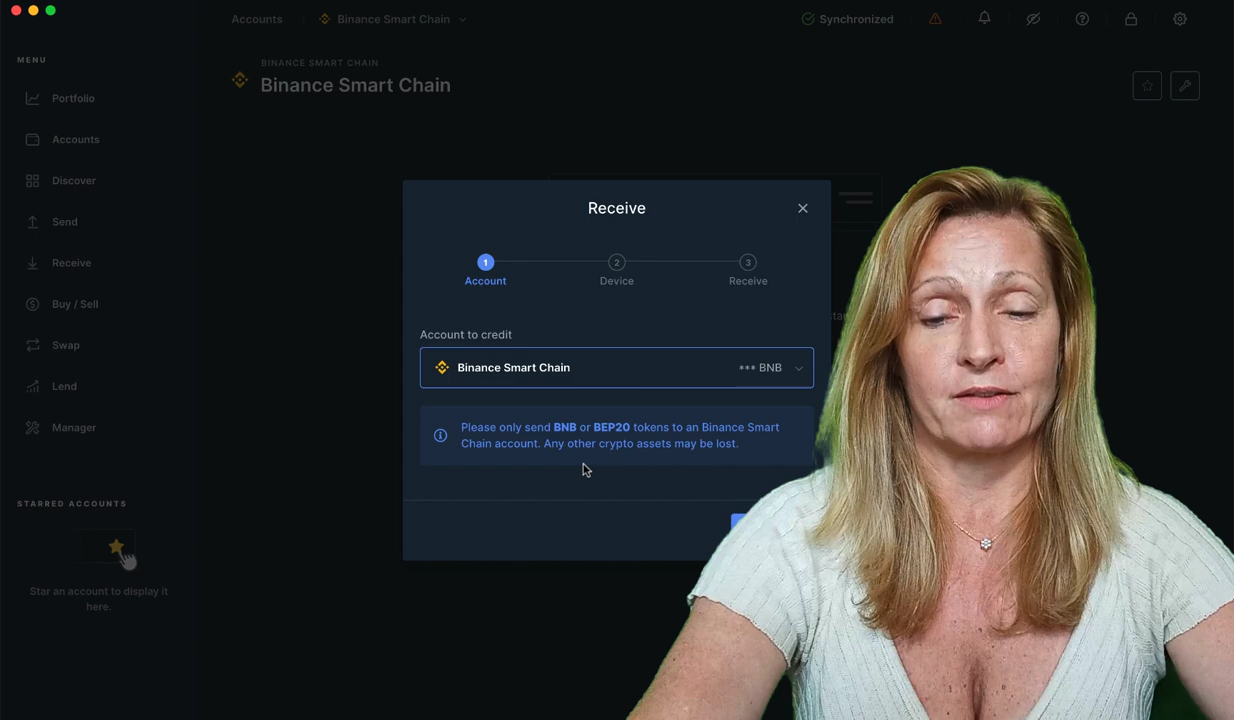 Accounts
Binance Smart Chain
Synchronized
MENU
Portfolio
Accounts
Discover
Send
Receive
Buy / Sell
Swap
Lend
Manager
STARRED ACCOUNTS
Star an account to display it
here.
BINANCE SMART CHAIN
Binance Smart Chain
Receive
1
2
3
Account
Device
Receive
Account to credit
Binance Smart Chain
*** BNB
Please only send BNB or BEP20 tokens to an Binance Smart
Chain account. Any other crypto assets may be lost.